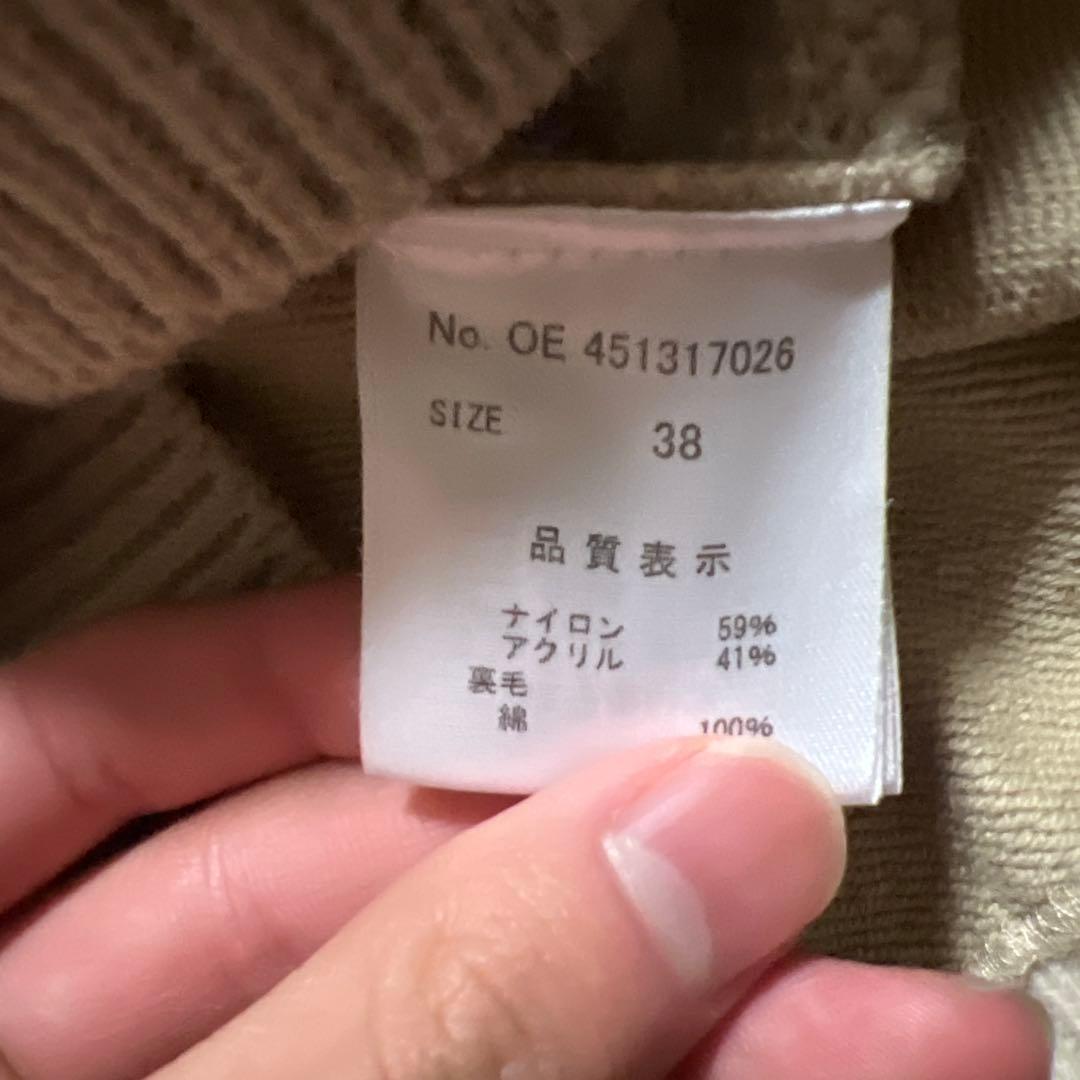 No. OE 451317026
SIZE 38
品質表示
ナイロン 59%
アクリル 41%
裏毛
綿 100%